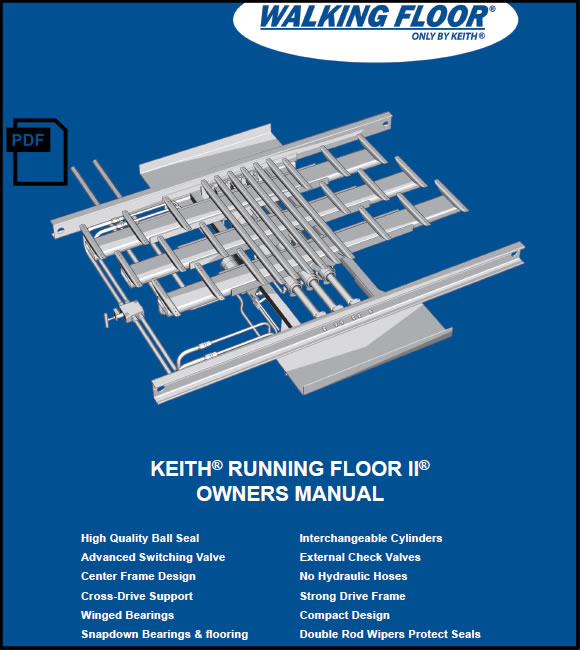 WALKING FLOOR®
ONLY BY KEITH®
PDF
KEITH® RUNNING FLOOR II®
OWNERS MANUAL
High Quality Ball Seal
Advanced Switching Valve
Center Frame Design
Cross-Drive Support
Winged Bearings
Snapdown Bearings & flooring
Interchangeable Cylinders
External Check Valves
No Hydraulic Hoses
Strong Drive Frame
Compact Design
Double Rod Wipers Protect Seals